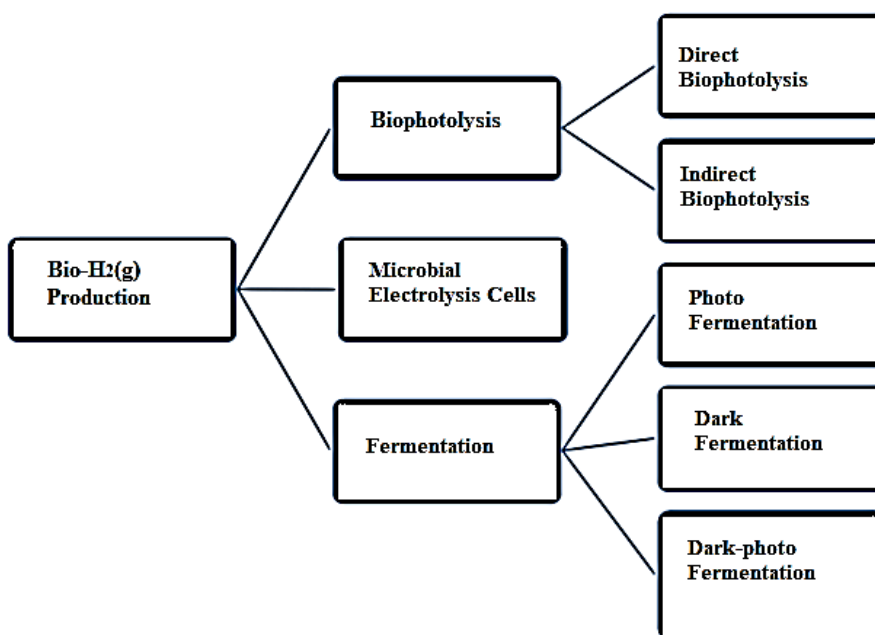 Direct
Biophotolysis
Biophotolysis
Indirect
Biophotolysis
Bio-H2(g)
Production
Microbial
Electrolysis Cells
Photo
Fermentation
Fermentation
Dark
Fermentation
Dark-photo
Fermentation